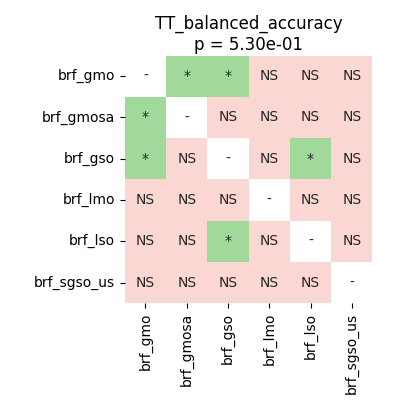 TT_balanced_accuracy
p = 5.30e-01
brf_gmo - * * NS NS NS
brf_gmosa * - NS NS NS NS
brf_gso * NS - NS * NS
brf_lmo NS NS NS - NS NS
brf_lso NS NS * NS - NS
brf_sgso_us NS NS NS NS NS -
brf_gmo
brf_gmosa
brf_gso
brf_lmo
brf_lso
brf_sgso_us